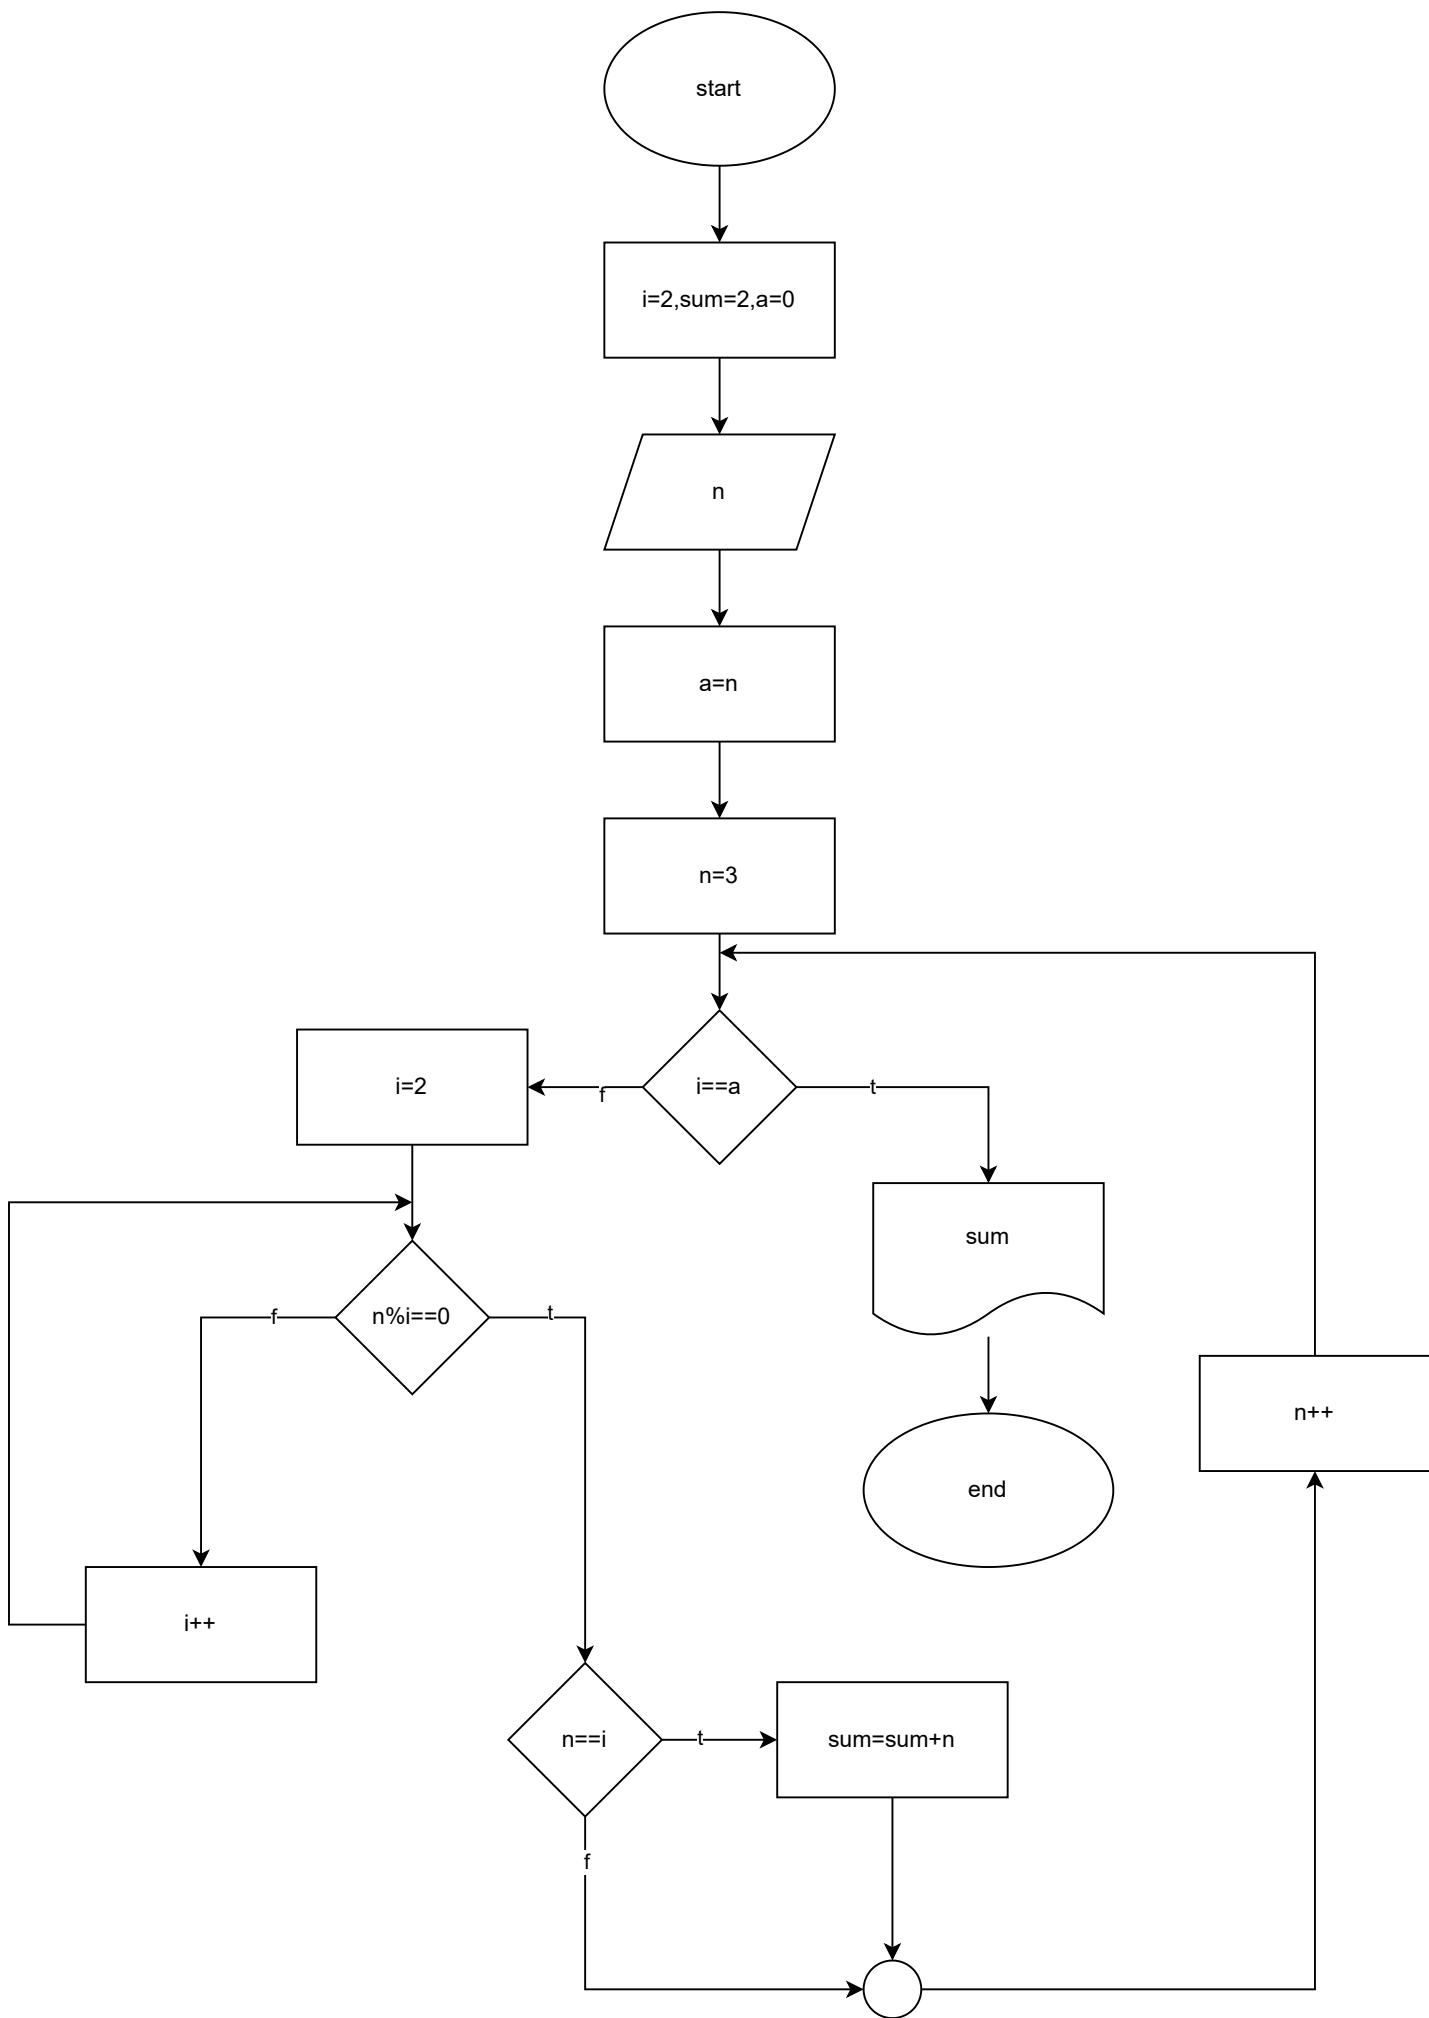 start
i=2,sum=2,a=0
n
a=n
n=3
i==a
f
t
i=2
sum
n%i==0
f
t
n++
end
i++
n==i
t
sum=sum+n
f